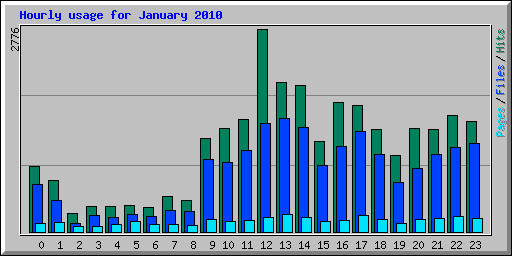 Hourly usage for January 2010
2776
Pages/Files/Hits
0 1 2 3 4 5 6 7 8 9 10 11 12 13 14 15 16 17 18 19 20 21 22 23